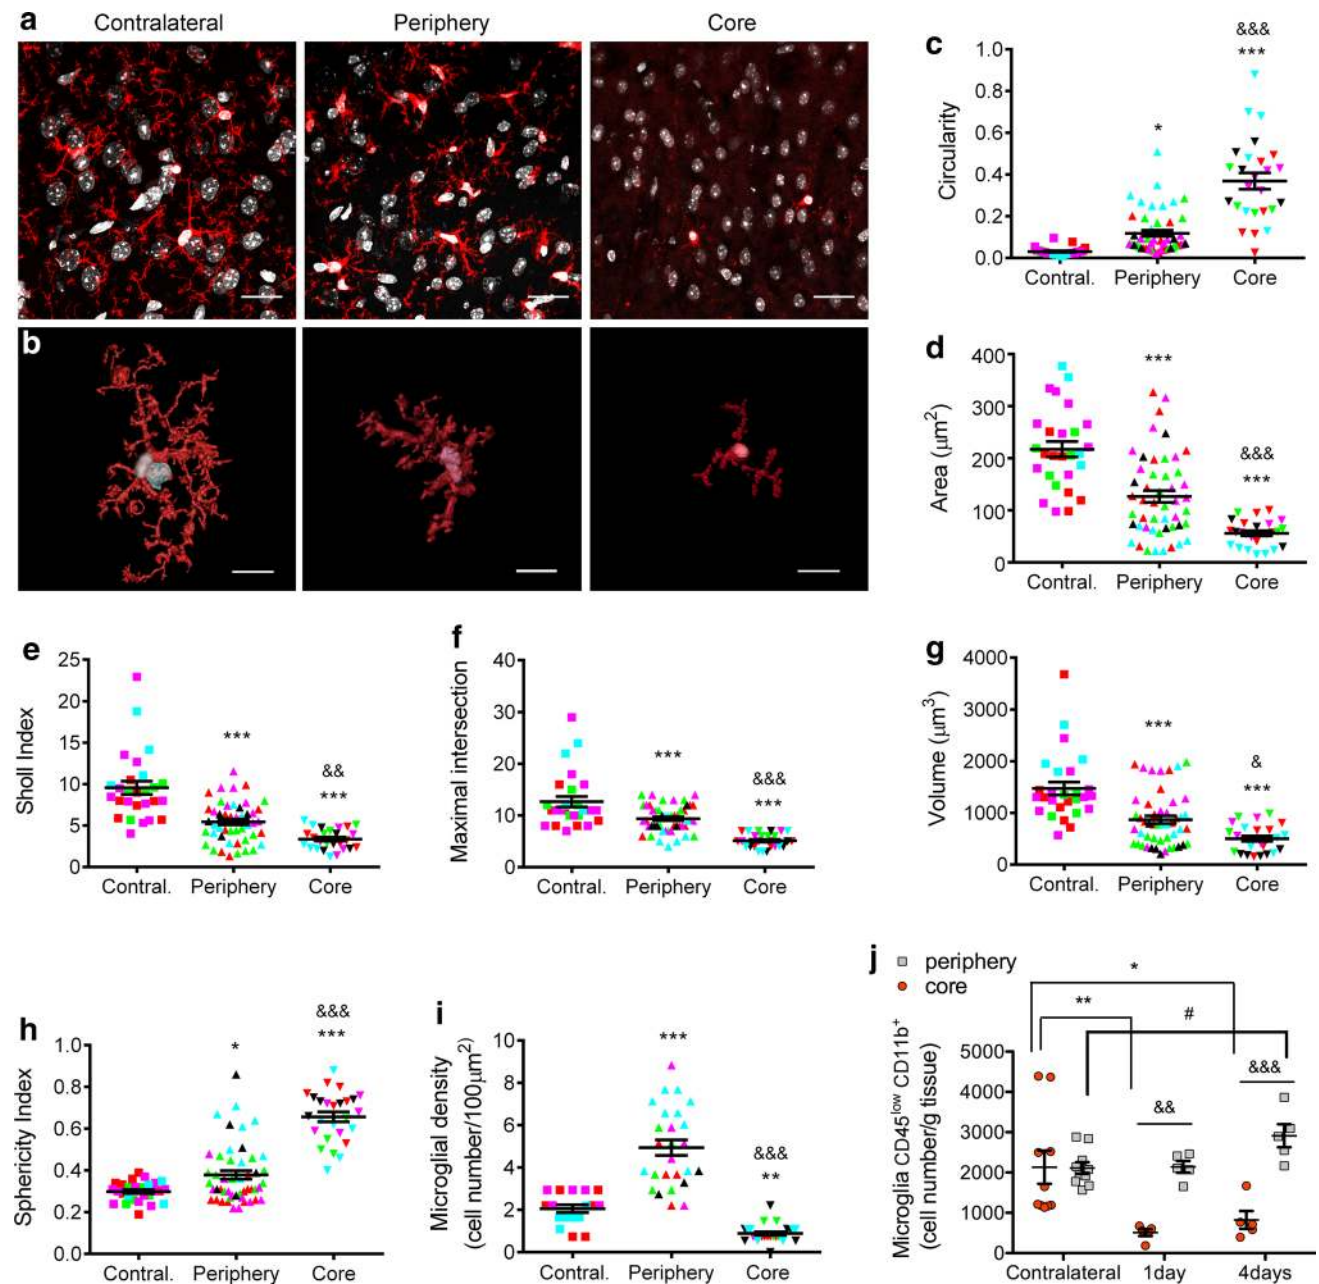 a Contralateral Periphery Core
b
c
Circularity
&&&
***
*
1.0
0.8
0.6
0.4
0.2
0.0
Contral. Periphery Core
d
Area (µm²)
***
&&&
***
400
300
200
100
0
Contral. Periphery Core
e
Sholl Index
***
&&
***
25
20
15
10
5
0
Contral. Periphery Core
f
Maximal intersection
***
&&&
***
40
30
20
10
0
Contral. Periphery Core
g
Volume (µm³)
***
&
***
4000
3000
2000
1000
0
Contral. Periphery Core
h
Sphericity Index
*
&&&
***
1.0
0.8
0.6
0.4
0.2
0.0
Contral. Periphery Core
i
Microglial density
(cell number/100µm²)
***
&&&
**
10
8
6
4
2
0
Contral. Periphery Core
j
periphery
core
Microglia CD45ˡᵒʷ CD11b⁺
(cell number/g tissue)
*
**
#
&&
&&&
5000
4000
3000
2000
1000
0
Contralateral 1day 4days